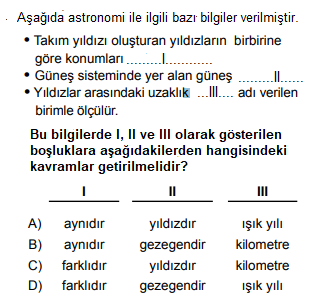 . Aşağıda astronomi ile ilgili bazı bilgiler verilmiştir.
• Takım yıldızı oluşturan yıldızların birbirine
göre konumları .........I............
• Güneş sisteminde yer alan güneş .........II......
• Yıldızlar arasındaki uzaklık ...III.... adı verilen
birimle ölçülür.
Bu bilgilerde I, II ve III olarak gösterilen
boşluklara aşağıdakilerden hangisindeki
kavramlar getirilmelidir?
I II III
A) aynıdır yıldızdır ışık yılı
B) aynıdır gezegendir kilometre
C) farklıdır yıldızdır kilometre
D) farklıdır gezegendir ışık yılı